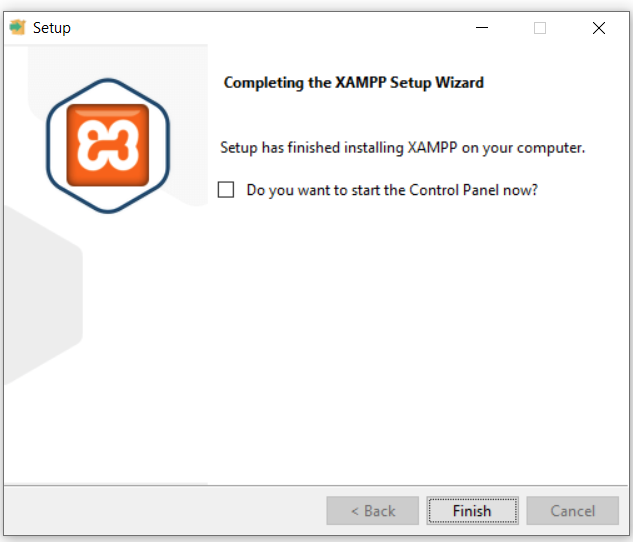 Setup
Completing the XAMPP Setup Wizard
Setup has finished installing XAMPP on your computer.
Do you want to start the Control Panel now?
< Back
Finish
Cancel